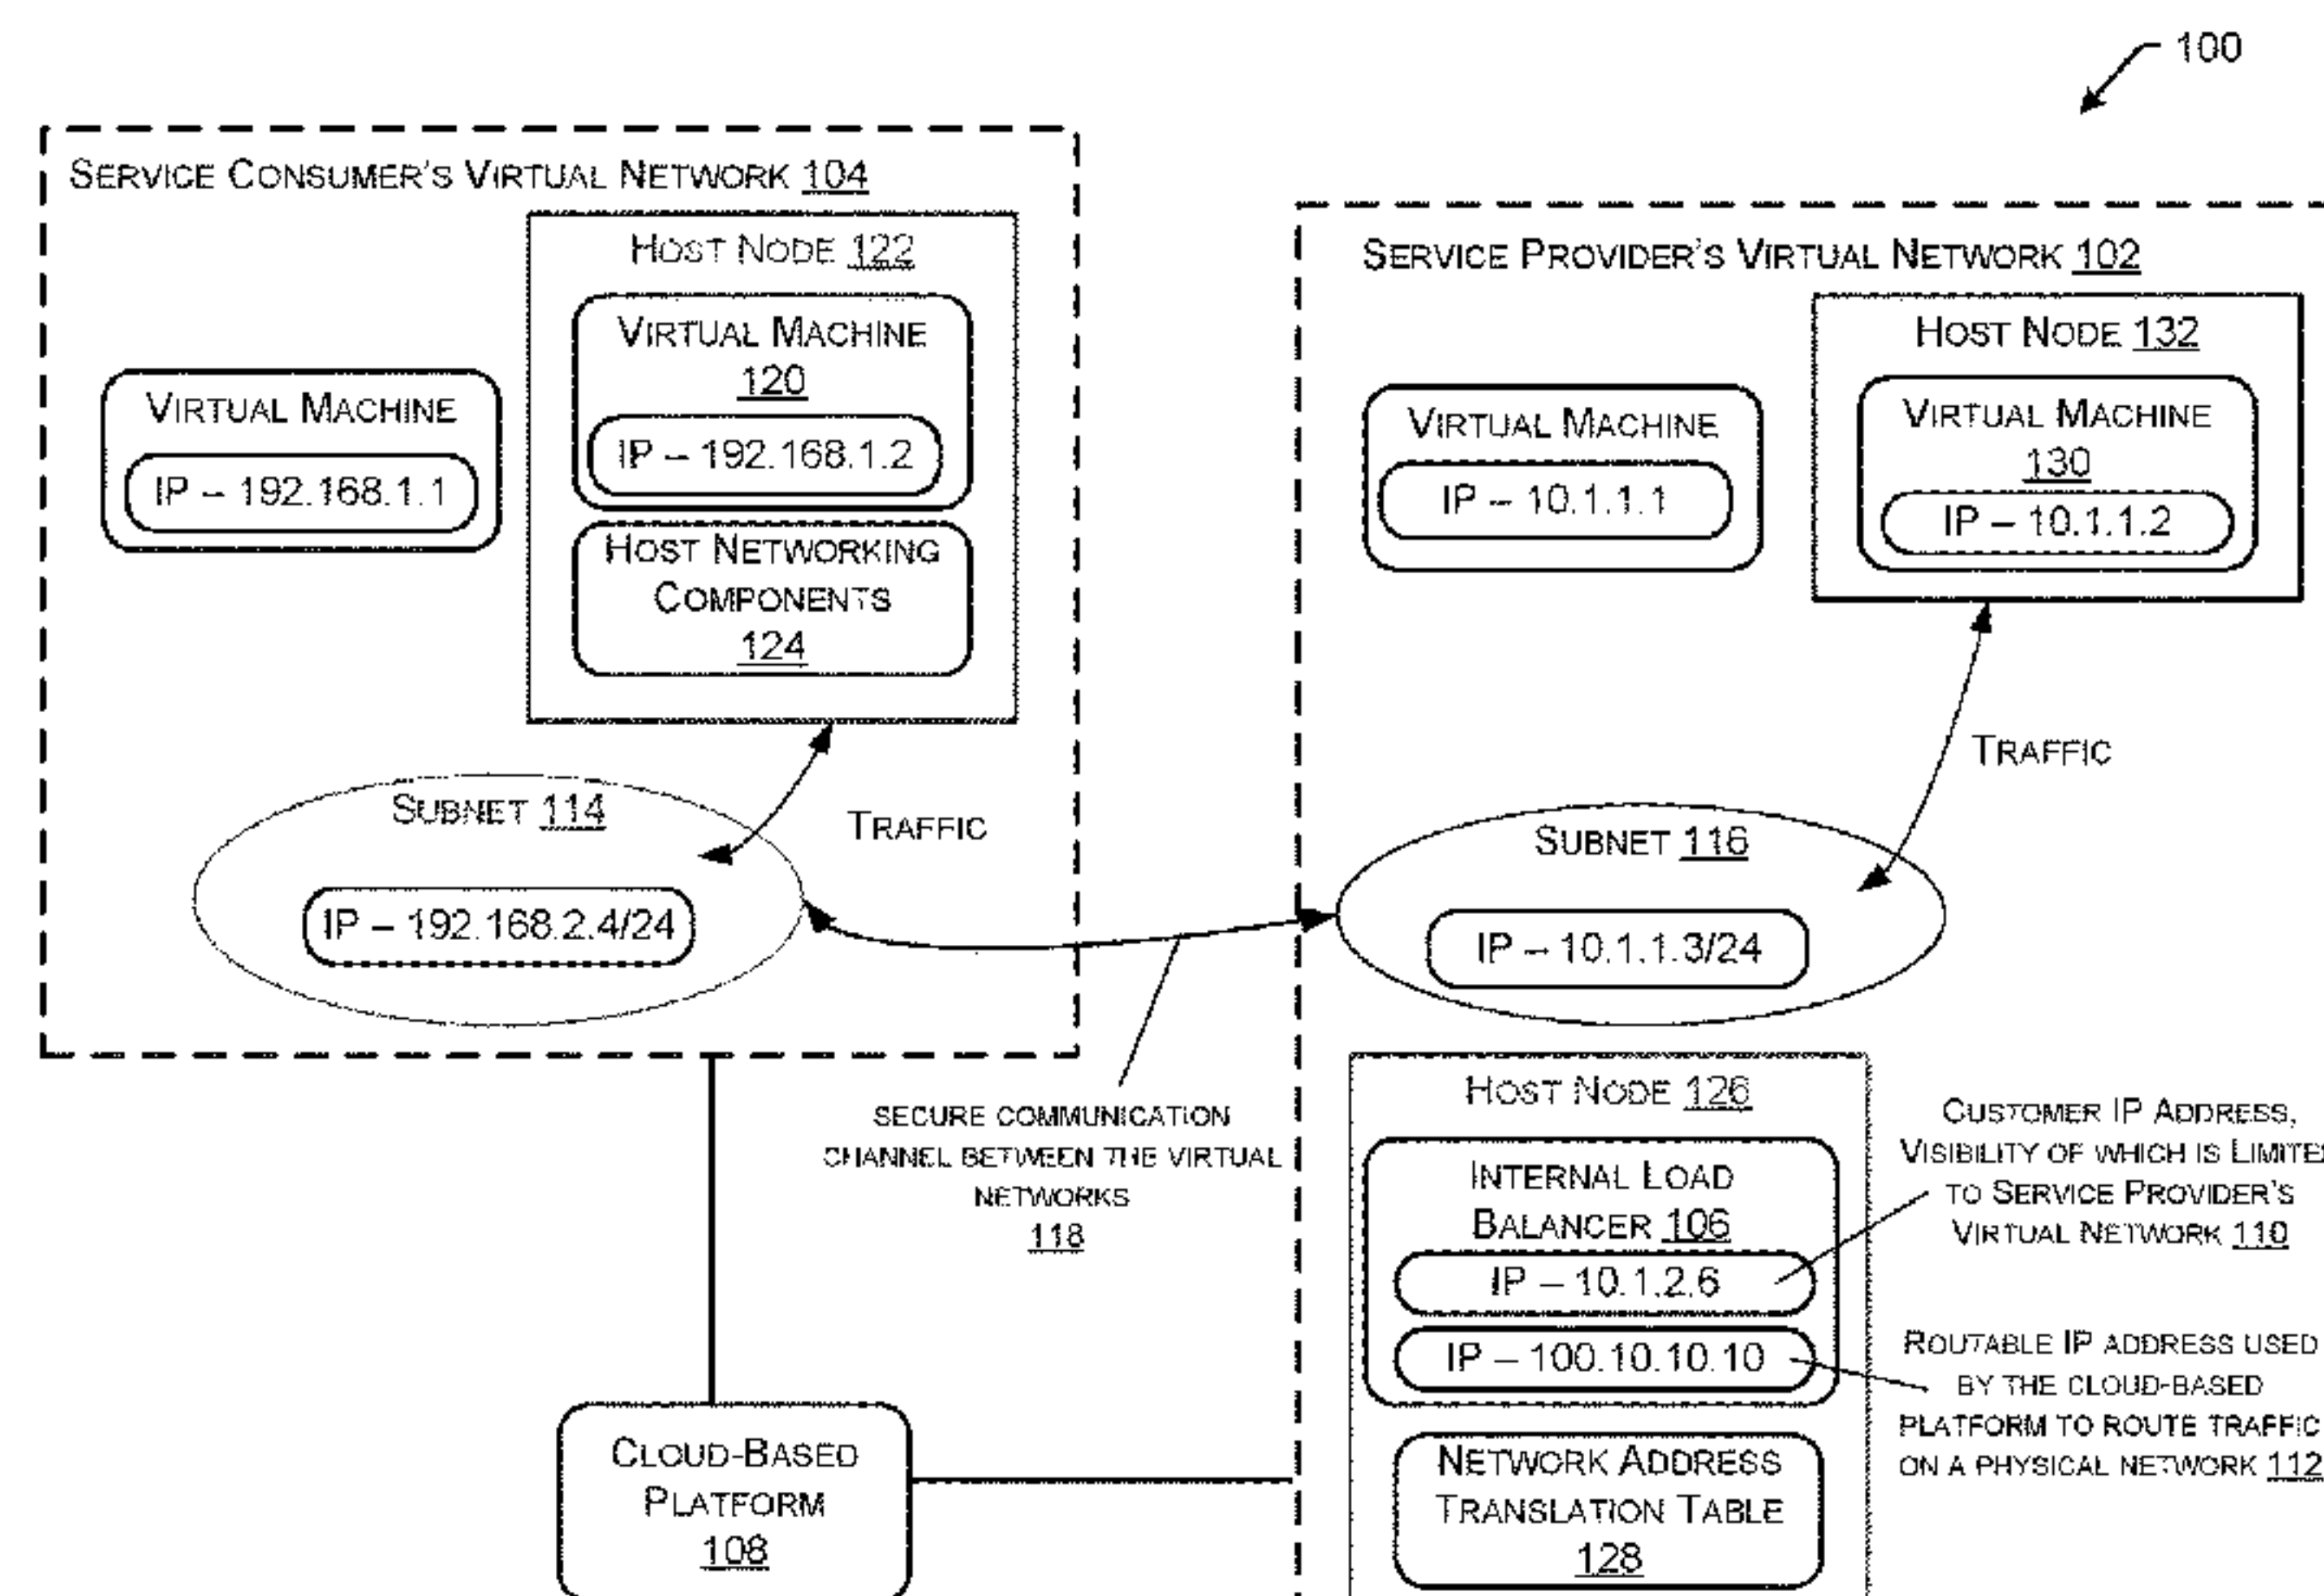 100
SERVICE CONSUMER'S VIRTUAL NETWORK 104
HOST NODE 122
VIRTUAL MACHINE
120
IP – 192.168.1.2
VIRTUAL MACHINE
IP – 192.168.1.1
HOST NETWORKING
COMPONENTS
124
SUBNET 114
TRAFFIC
IP – 192.168.2.4/24
SERVICE PROVIDER'S VIRTUAL NETWORK 102
HOST NODE 132
VIRTUAL MACHINE
130
IP – 10.1.1.2
VIRTUAL MACHINE
IP – 10.1.1.1
TRAFFIC
SUBNET 116
IP – 10.1.1.3/24
SECURE COMMUNICATION
CHANNEL BETWEEN THE VIRTUAL
NETWORKS
118
HOST NODE 126
INTERNAL LOAD
BALANCER 106
IP – 10.1.2.6
IP – 100.10.10.10
NETWORK ADDRESS
TRANSLATION TABLE
128
CUSTOMER IP ADDRESS,
VISIBILITY OF WHICH IS
TO SERVICE PROVIDER'S
VIRTUAL NETWORK 110
ROUTABLE IP ADDRESS USED
BY THE CLOUD-BASED
PLATFORM TO ROUTE TRAFFIC
ON A PHYSICAL NETWORK 112
CLOUD-BASED
PLATFORM
108